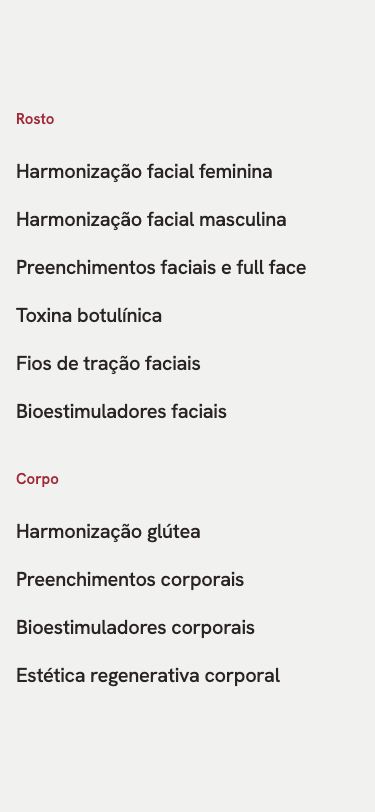 Rosto
Harmonização facial feminina
Harmonização facial masculina
Preenchimentos faciais e full face
Toxina botulínica
Fios de tração faciais
Bioestimuladores faciais
Corpo
Harmonização glútea
Preenchimentos corporais
Bioestimuladores corporais
Estética regenerativa corporal